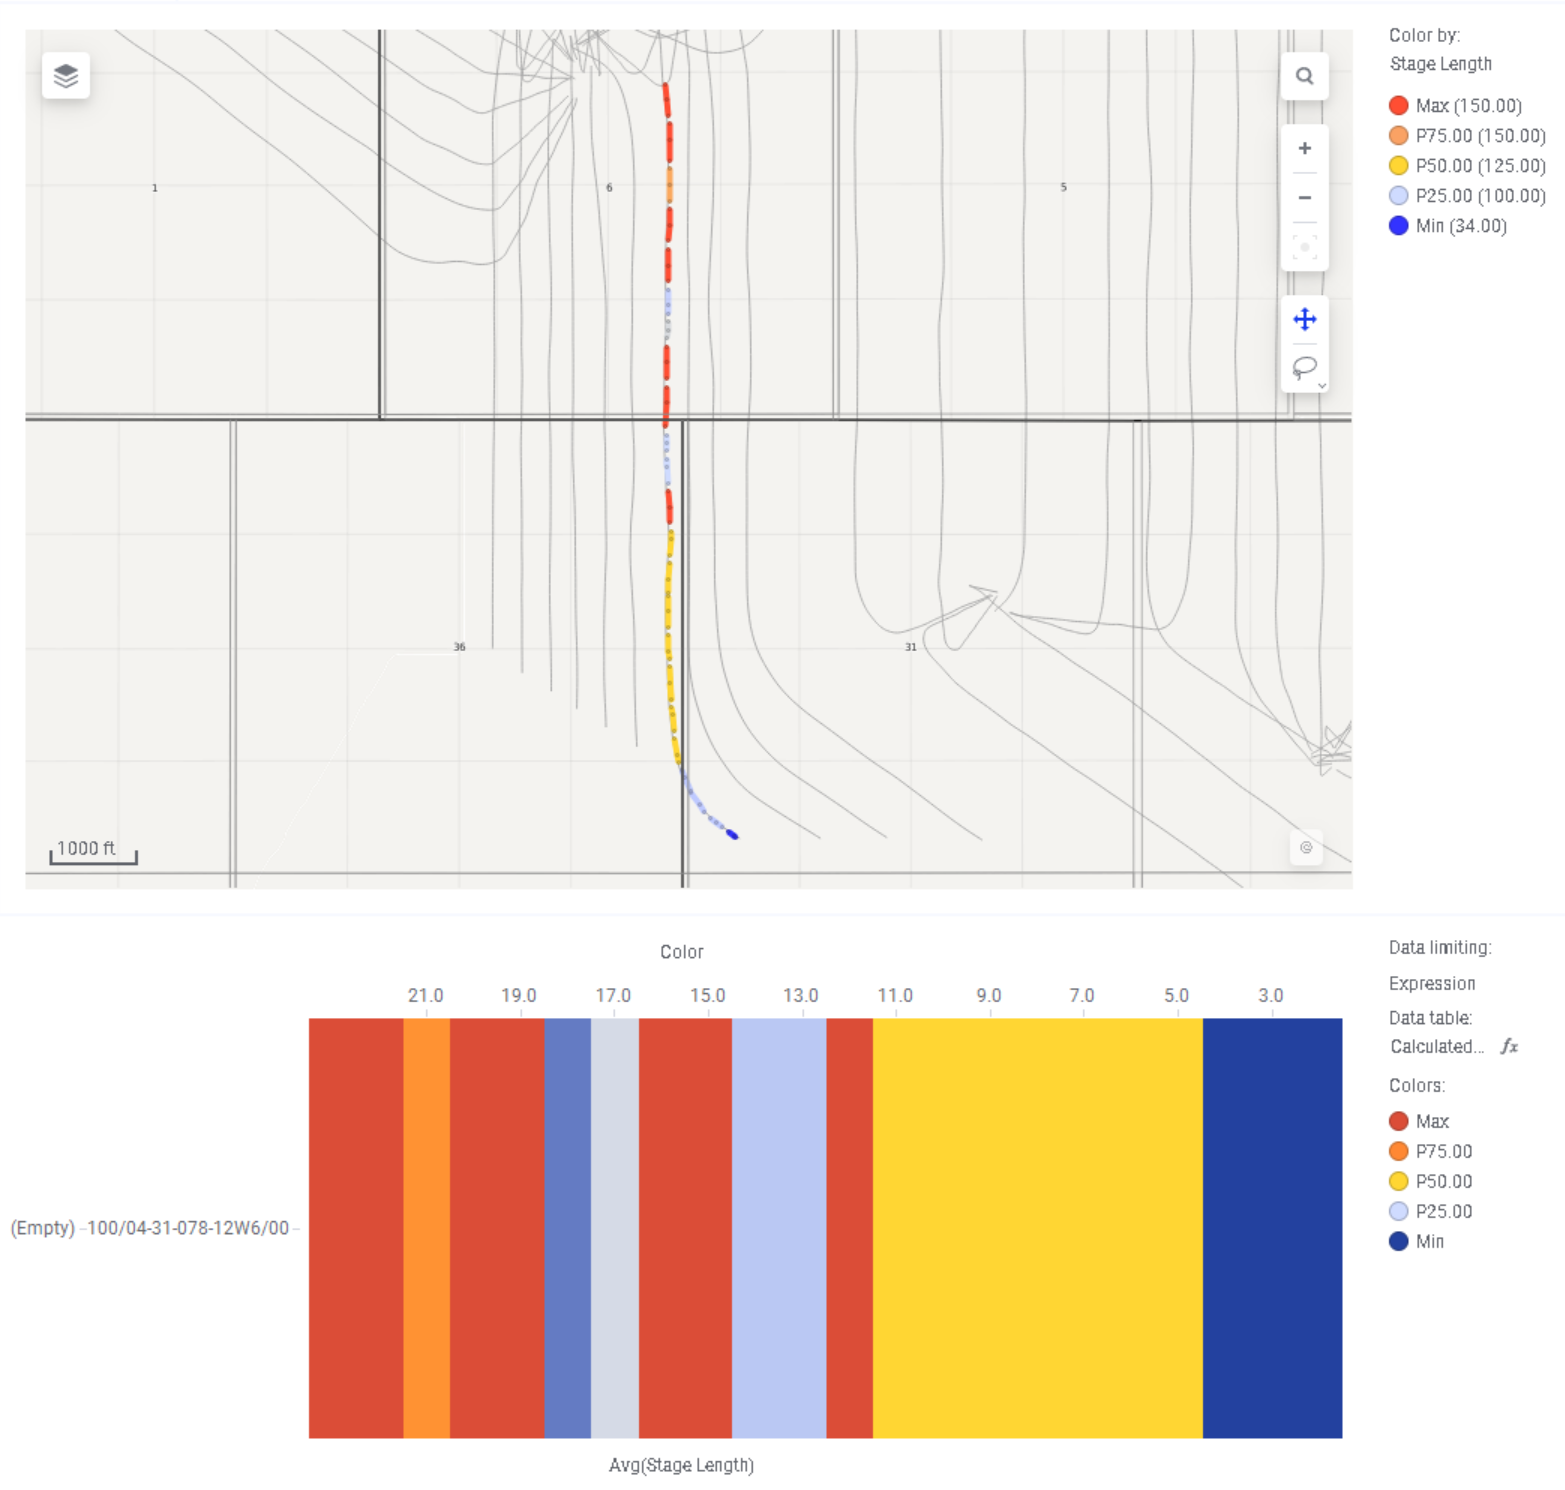 Color by:
Stage Length
Max (150.00)
P75.00 (150.00)
P50.00 (125.00)
P25.00 (100.00)
Min (34.00)
1
6
5
36
31
1000 ft
Color
21.0 19.0 17.0 15.0 13.0 11.0 9.0 7.0 5.0 3.0
(Empty) -100/04-31-078-12W6/00 -
Avg(Stage Length)
Data limiting:
Expression
Data table:
Calculated... fx
Colors:
Max
P75.00
P50.00
P25.00
Min